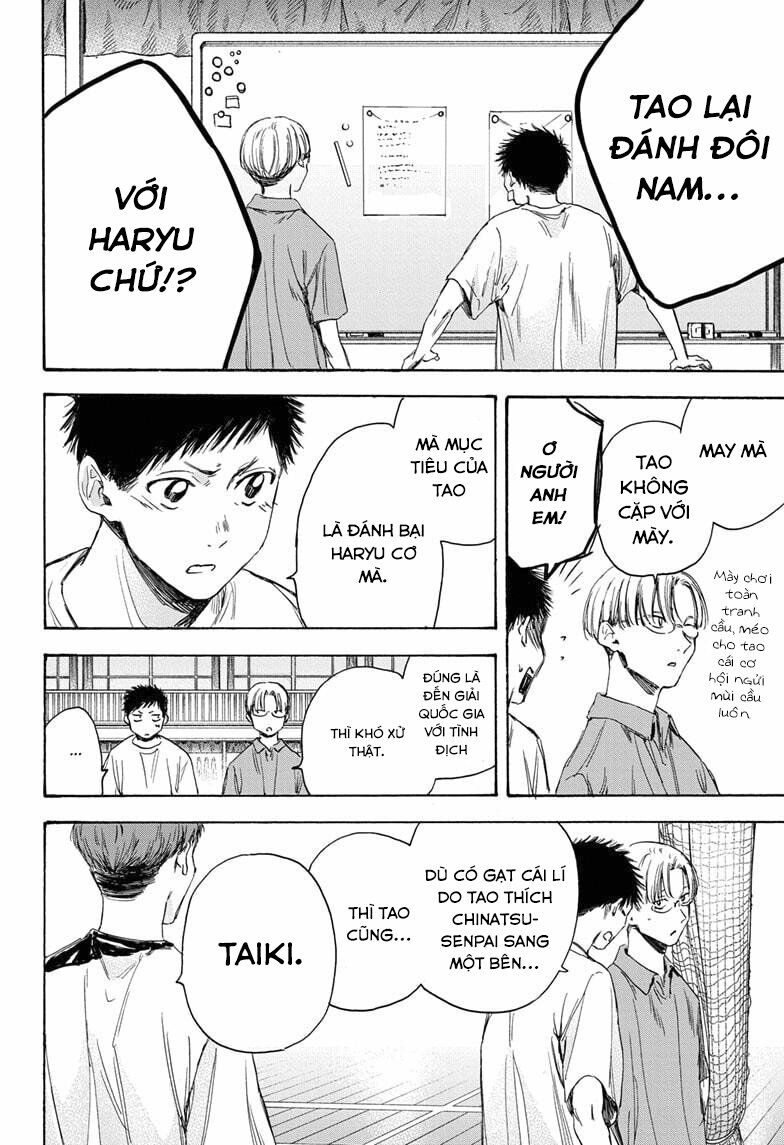 TAO LẠI
ĐÁNH ĐÔI
NAM...
VỚI
HARYU
CHỨ!?
MAY MÀ
TAO
KHÔNG
CẶP VỚI
MÀY.
Mày chơi
toàn
tranh
cầu, méo
cho tao
cái cơ
hội ngửi
mùi cầu
luôn
Ơ
NGƯỜI
ANH
EM!
MÀ MỤC
TIÊU CỦA
TAO
LÀ ĐÁNH BẠI
HARYU CƠ
MÀ.
ĐÚNG LÀ
ĐẾN GIẢI
QUỐC GIA
VỚI TÌNH
ĐỊCH
THÌ KHÓ XỬ
THẬT.
...
DÙ CÓ GẠT CÁI LÍ
DO TAO THÍCH
CHINATSU-
SENPAI SANG
MỘT BÊN...
THÌ TAO
CŨNG...
TAIKI.